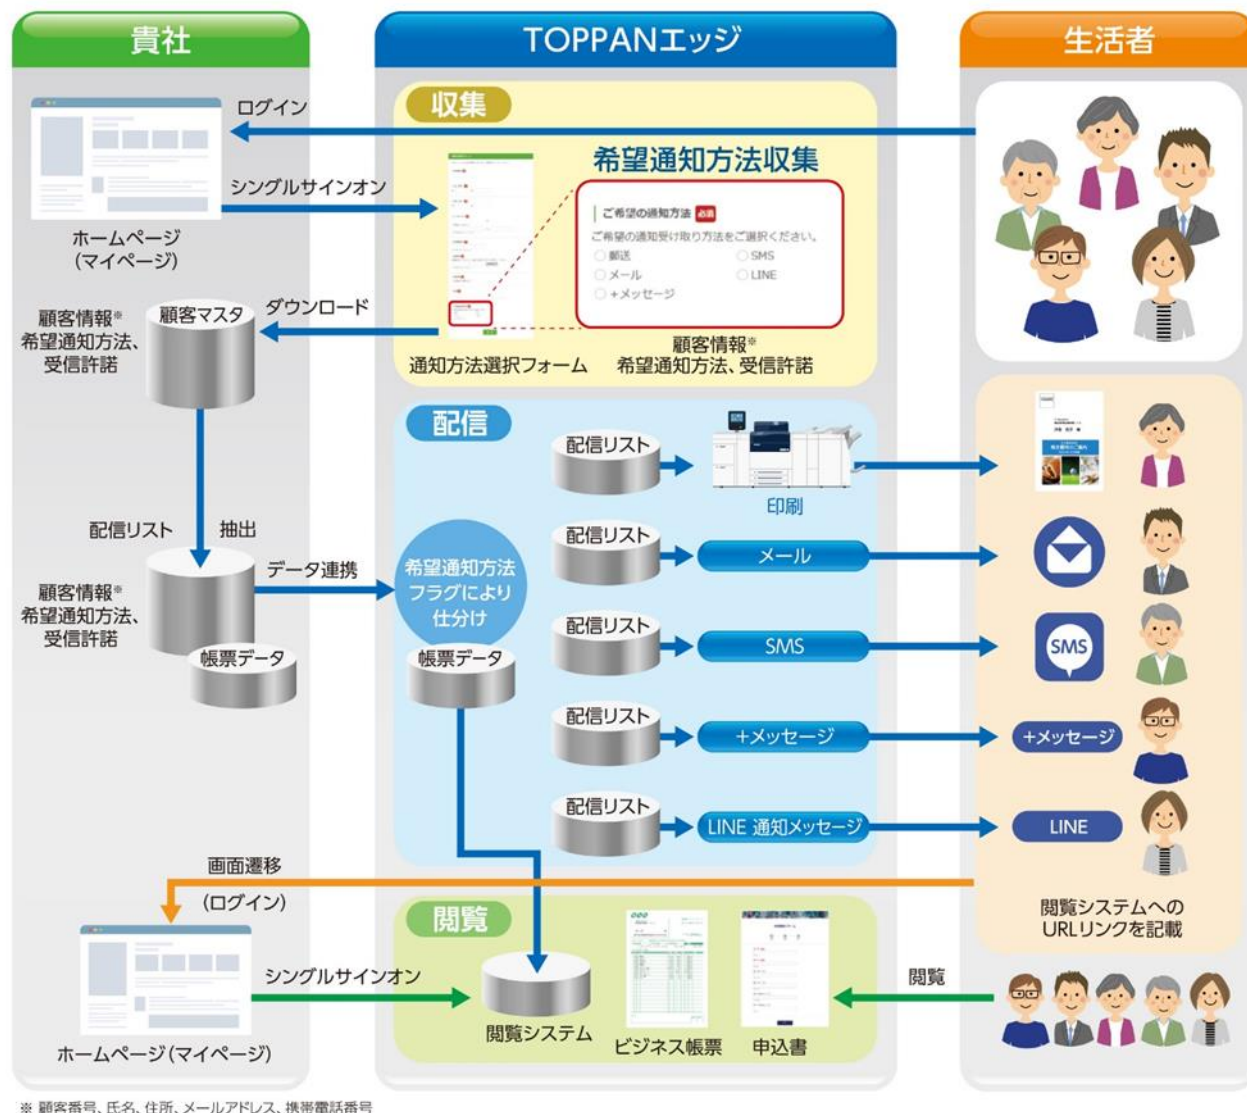 貴社
TOPPANエッジ
生活者
収集
ログイン
希望通知方法収集
シングルサインオン
ご希望の通知方法 必須
ご希望の通知受け取り方法をご選択ください。
郵送
SMS
メール
LINE
+メッセージ
ホームページ
(マイページ)
顧客マスタ
ダウンロード
顧客情報※
希望通知方法、
受信許諾
通知方法選択フォーム
顧客情報※
希望通知方法、受信許諾
配信
配信リスト
印刷
配信リスト
抽出
配信リスト
メール
データ連携
希望通知方法
フラグにより
仕分け
顧客情報※
希望通知方法、
受信許諾
帳票データ
帳票データ
配信リスト
SMS
SMS
配信リスト
+メッセージ
+メッセージ
配信リスト
LINE 通知メッセージ
LINE
画面遷移
(ログイン)
閲覧システムへの
URLリンクを記載
閲覧
シングルサインオン
閲覧
閲覧システム
ビジネス帳票
申込書
ホームページ(マイページ)
※ 顧客番号、氏名、住所、メールアドレス、携帯電話番号